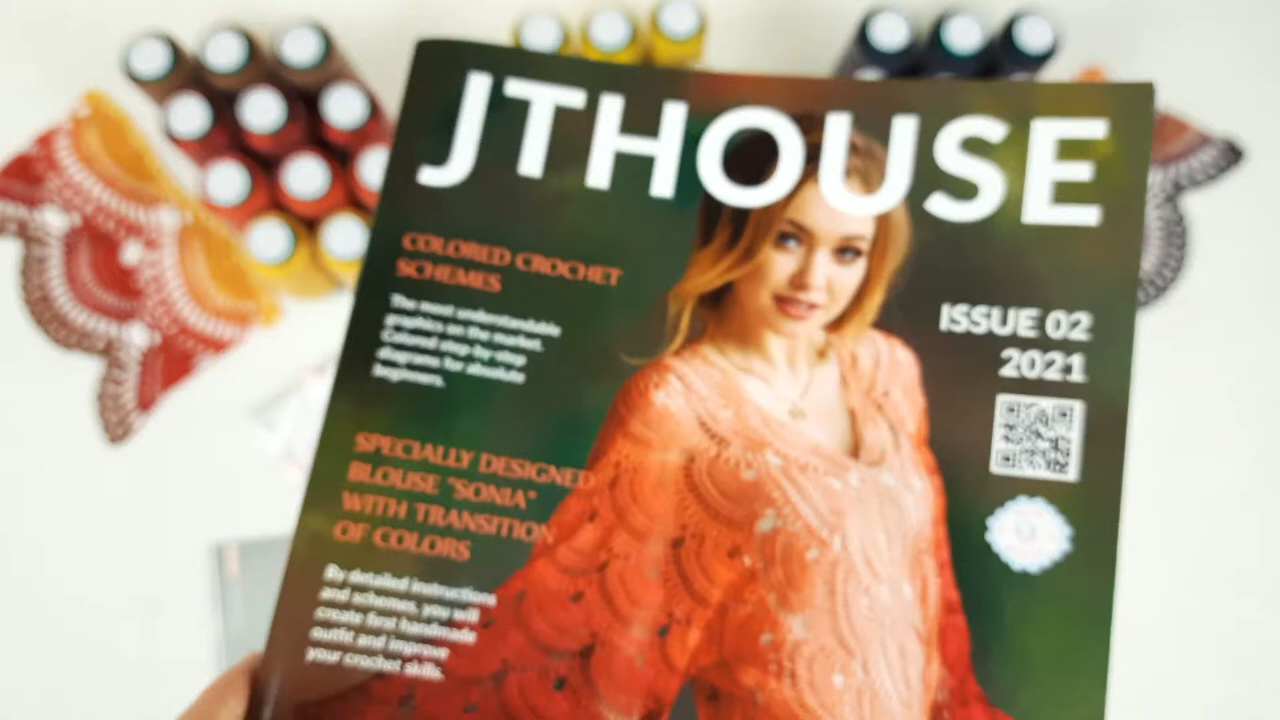 JTHOUSE
COLORED CROCHET
SCHEMES
The most understandable
graphics on the market.
Colored step-by-step
diagrams for absolute
beginners.
ISSUE 02
2021
SPECIALLY DESIGNED
BLOUSE "SONIA"
WITH TRANSITION
OF COLORS
By detailed instructions
and schemes, you will
create first handmade
outfit and improve
your crochet skills.